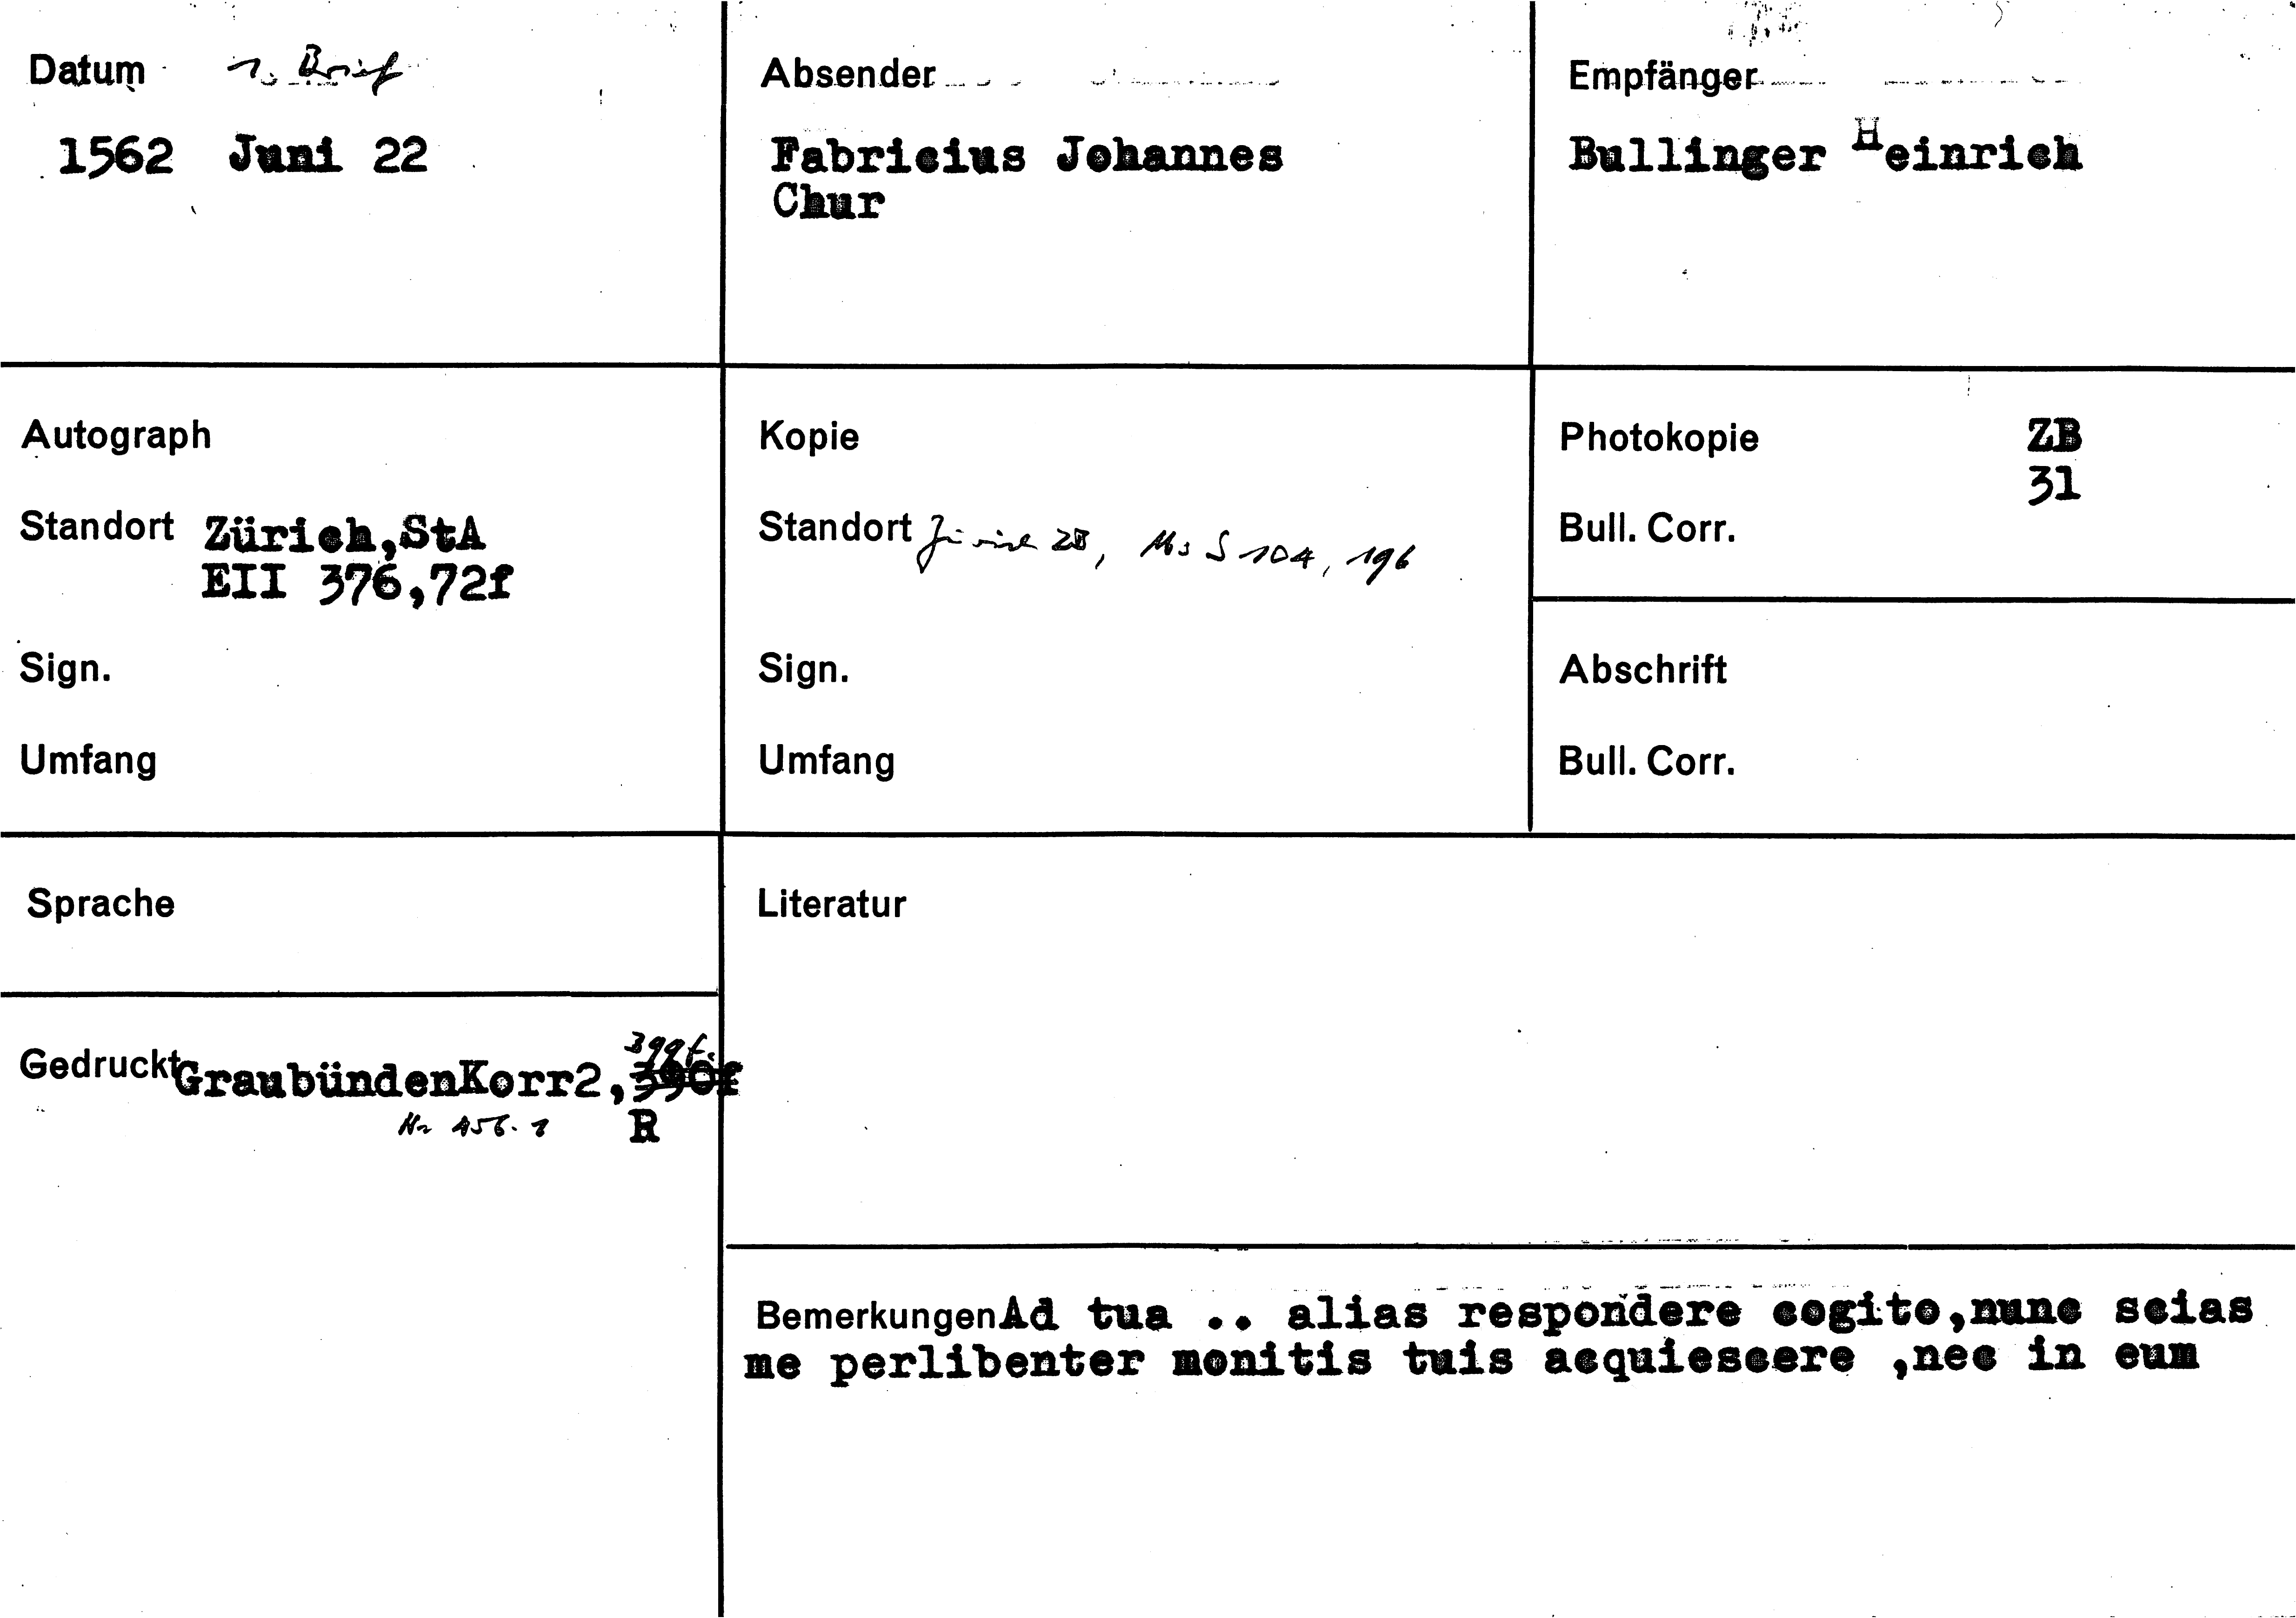 Datum 1. Brief
1562 Juni 22
Absender
Fabricius Johannes
Chur
Empfänger
Bullinger Heinrich
Autograph
Standort Zürich,StA
EII 376,72f
Sign.
Umfang
Kopie
Standort Zürich ZB, Ms S 104, 196
Sign.
Umfang
Photokopie ZB
31
Bull. Corr.
Abschrift
Bull. Corr.
Sprache
Gedruckt GraubündenKorr2, 399f.
Nr 456.1 R
Literatur
Bemerkungen Ad tua .. alias respondere cogito,nunc scias
me perlibenter monitis tuis acquiescere ,nec in eum